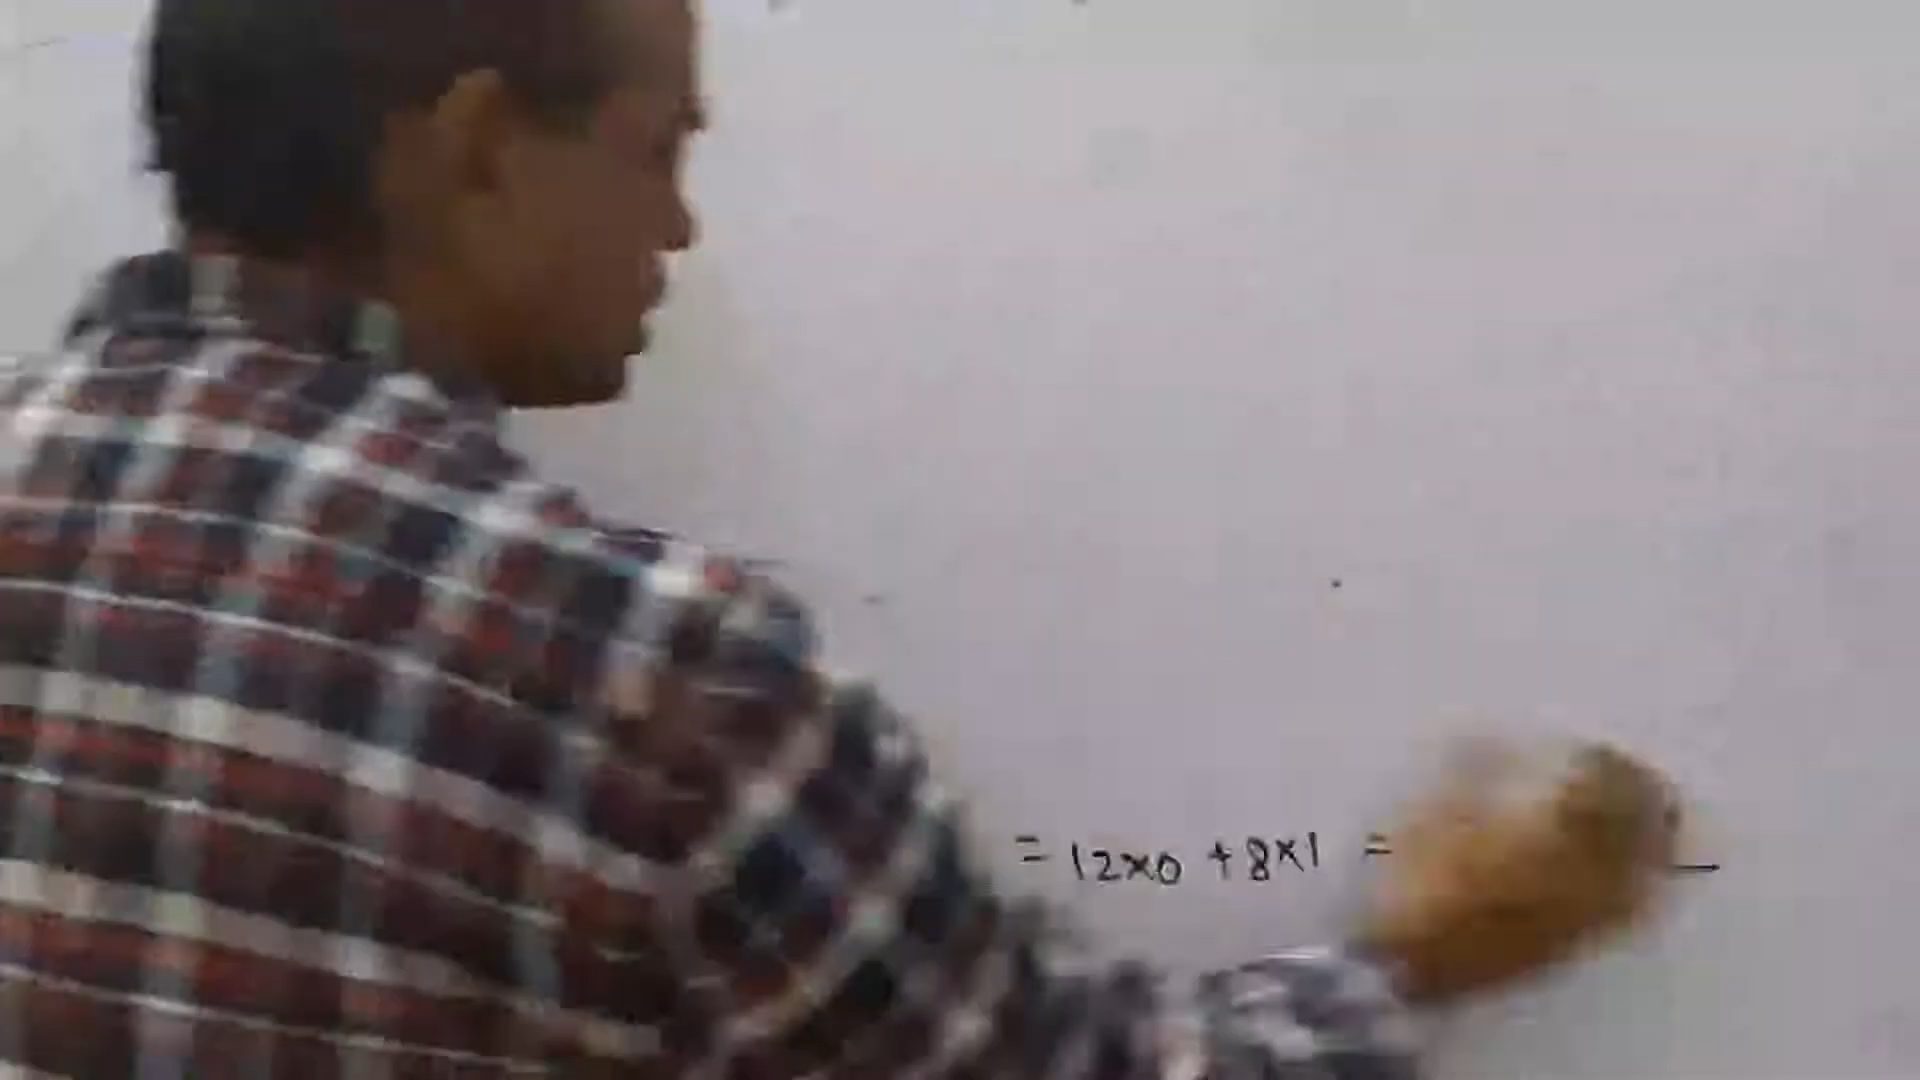 = 12×0 + 8×1 =